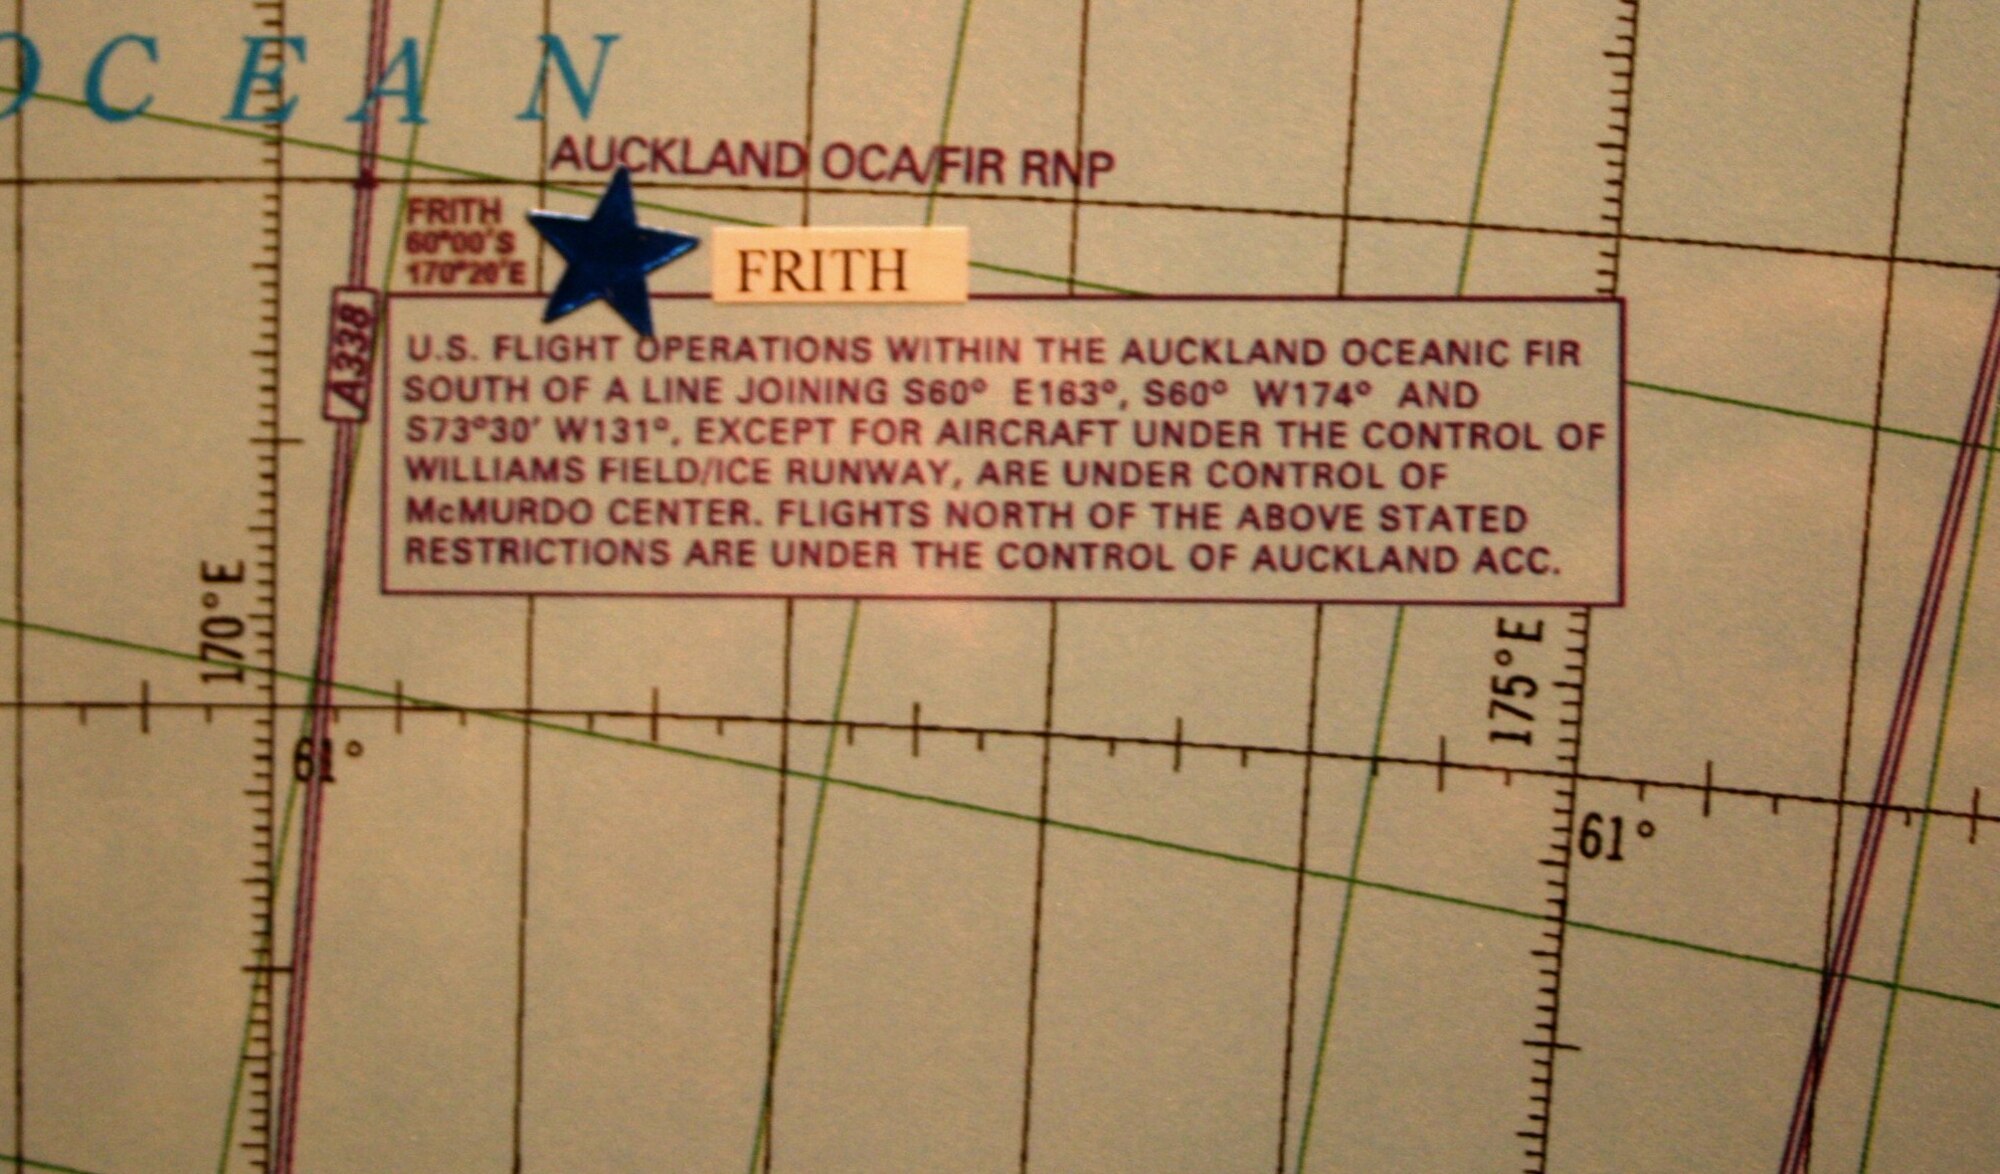 OCEAN
AUCKLAND OCA/FIR RNP
FRITH
60°00'S
170°20'E
FRITH
A338
U.S. FLIGHT OPERATIONS WITHIN THE AUCKLAND OCEANIC FIR
SOUTH OF A LINE JOINING S60° E163°, S60° W174° AND
S73°30' W131°, EXCEPT FOR AIRCRAFT UNDER THE CONTROL OF
WILLIAMS FIELD/ICE RUNWAY, ARE UNDER CONTROL OF
McMURDO CENTER. FLIGHTS NORTH OF THE ABOVE STATED
RESTRICTIONS ARE UNDER THE CONTROL OF AUCKLAND ACC.
170°E
175°E
61°
61°